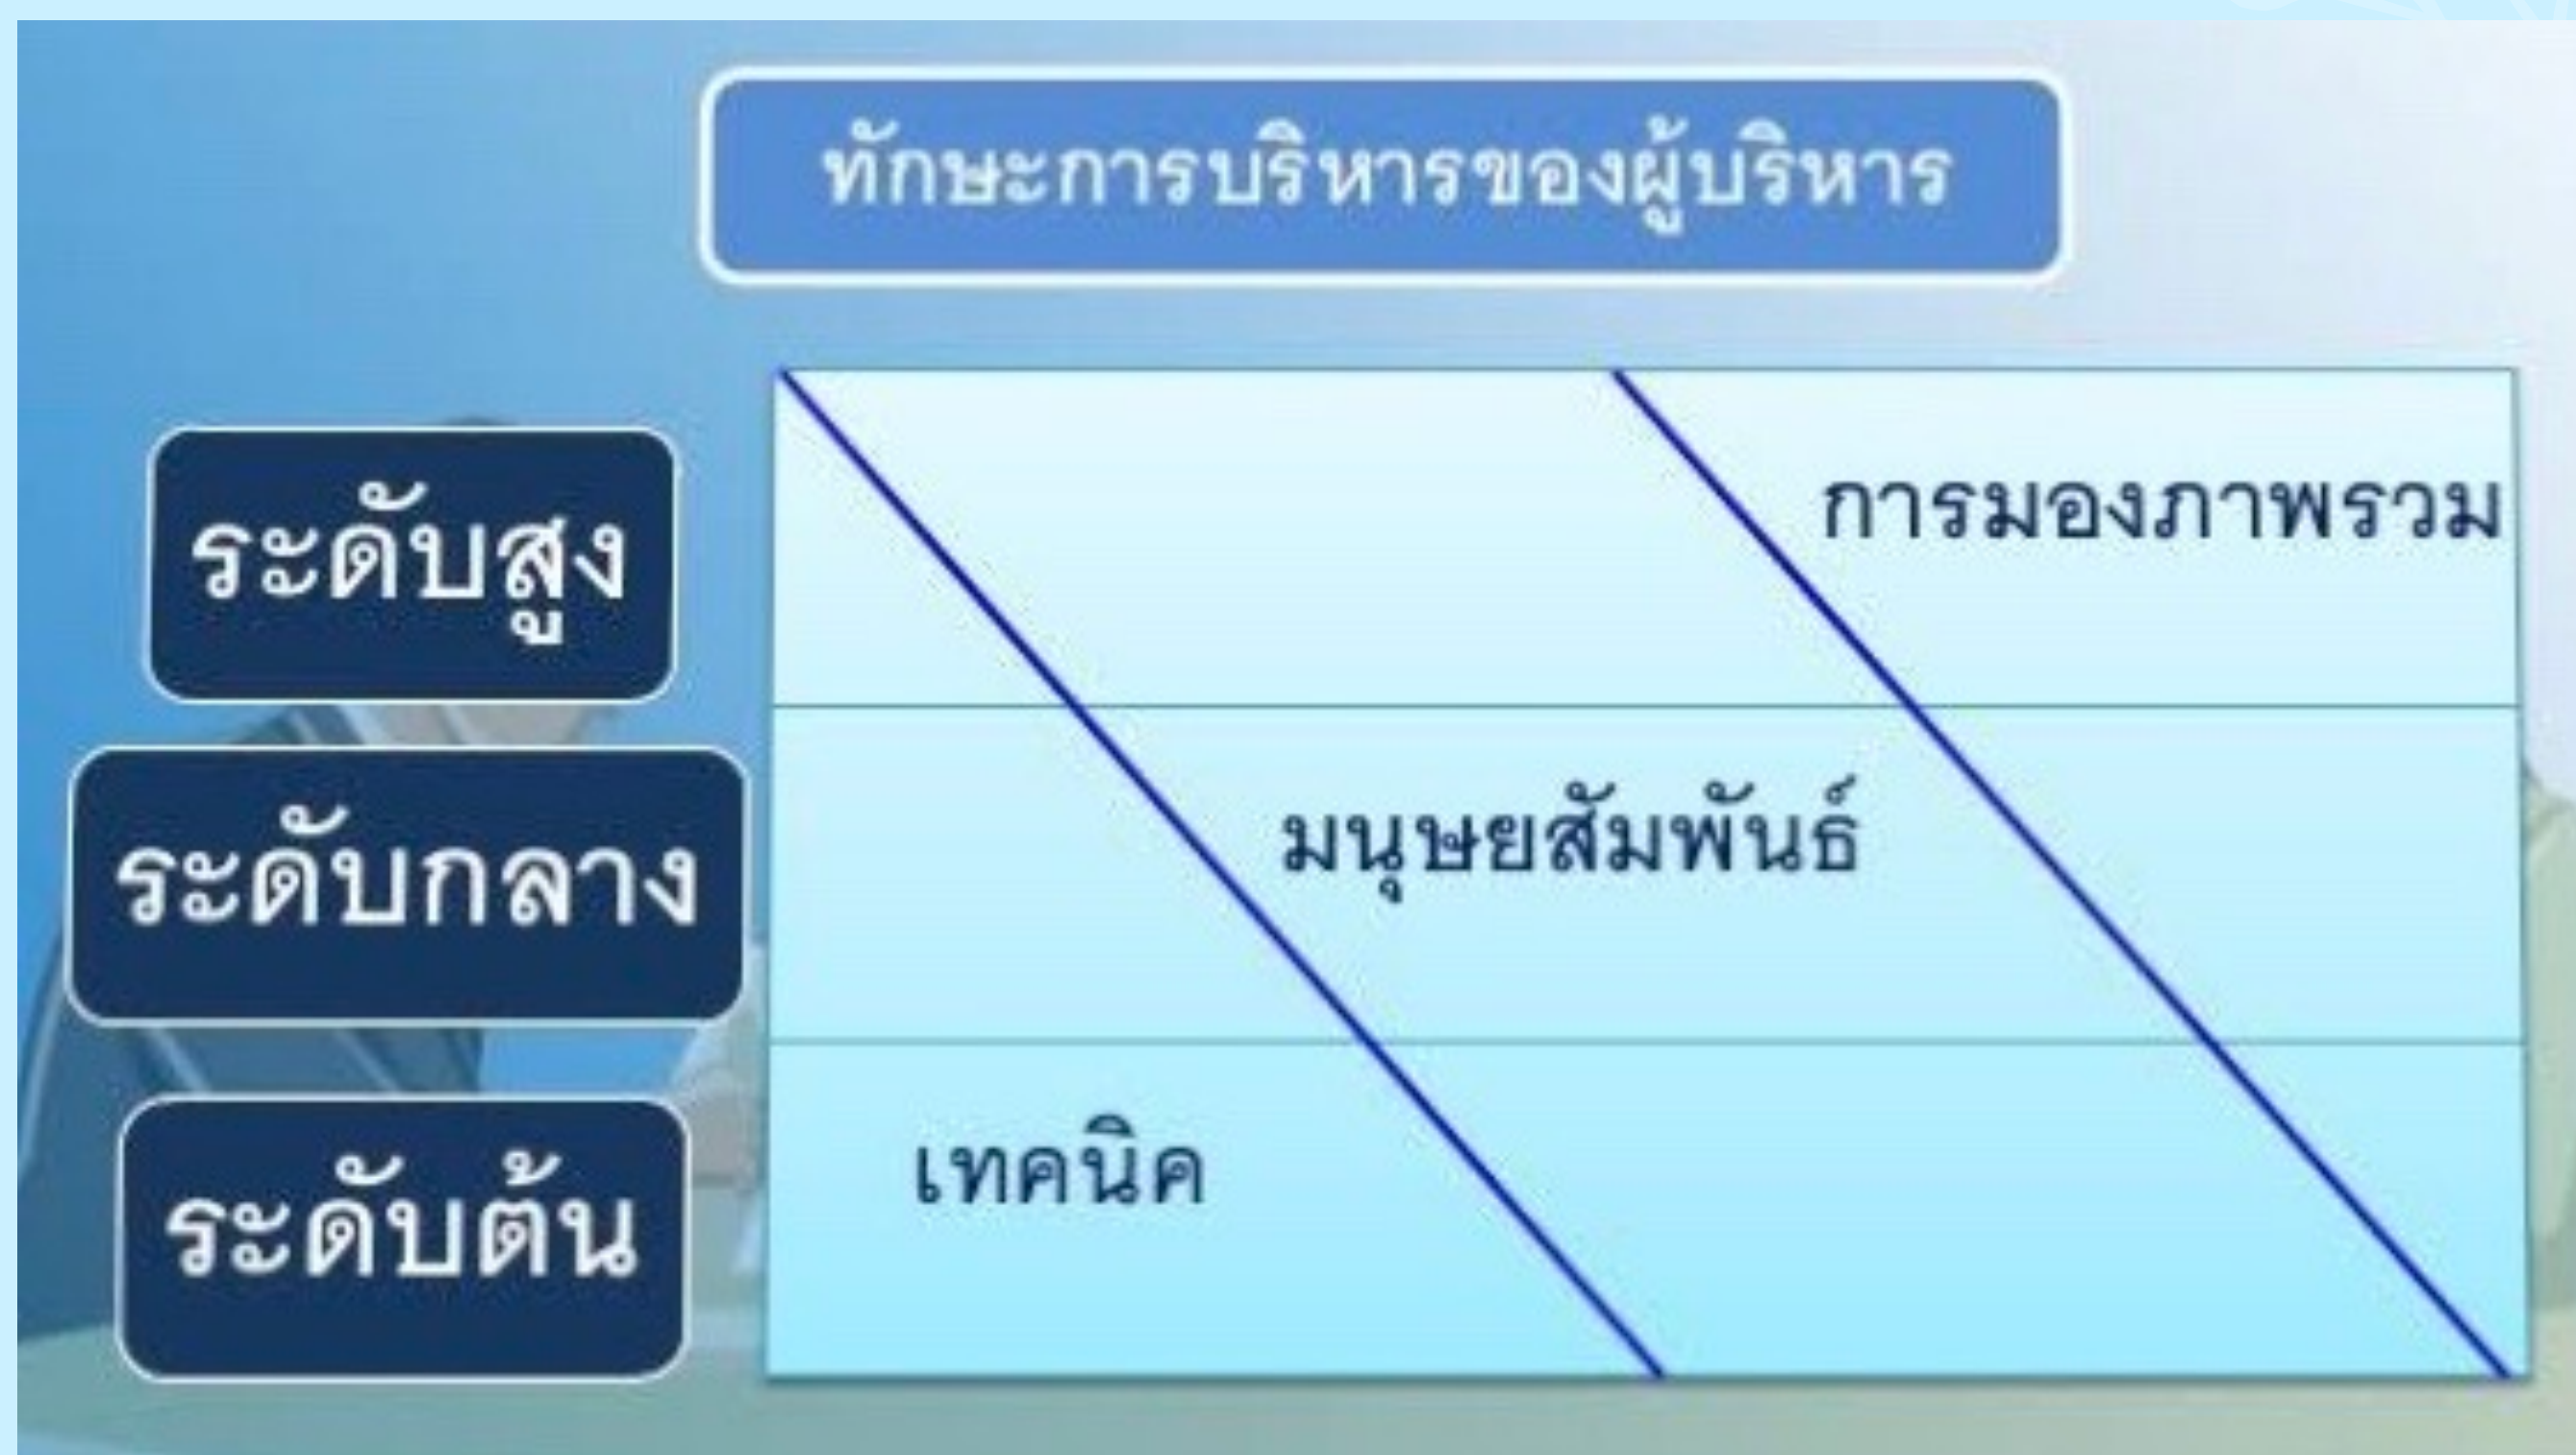 ทักษะการบริหารของผู้บริหาร
ระดับสูง
การมองภาพรวม
ระดับกลาง
มนุษยสัมพันธ์
ระดับต้น
เทคนิค